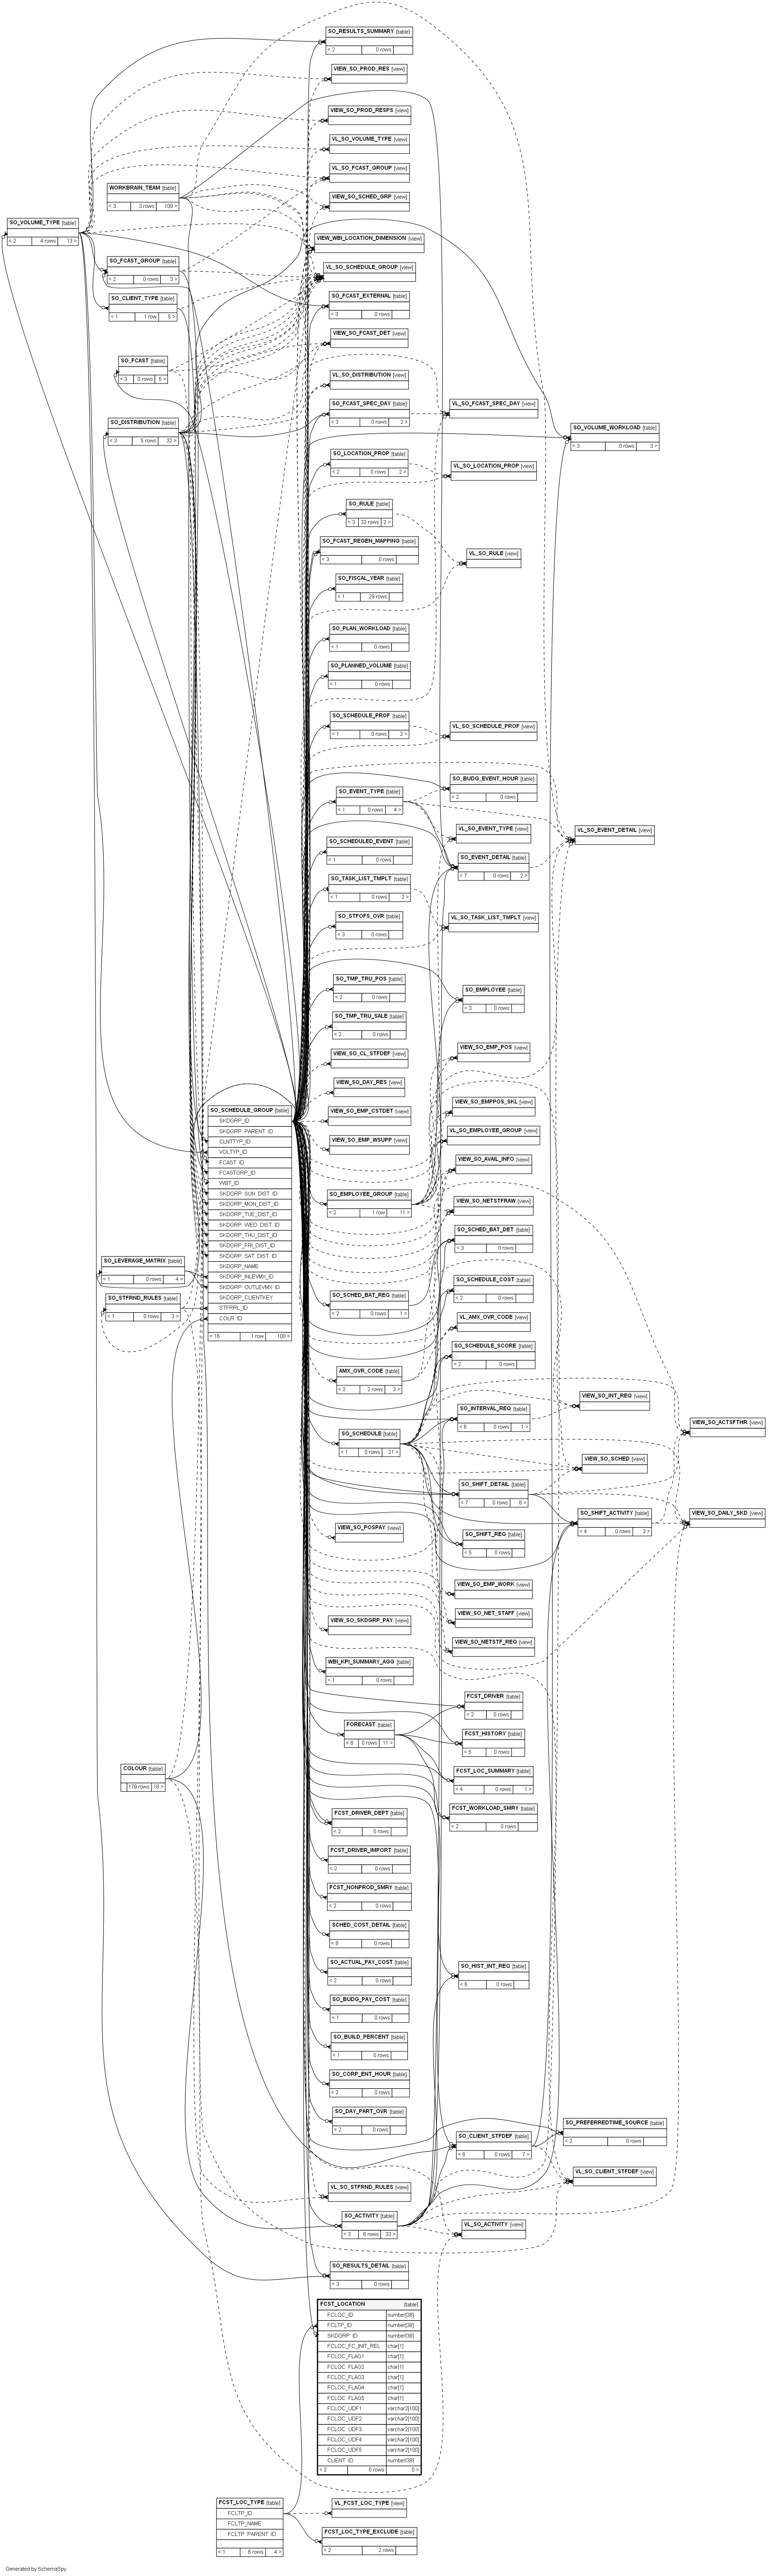 SO_RESULTS_SUMMARY [table]
< 2 0 rows
VIEW_SO_PROD_RES [view]
VIEW_SO_PROD_RESPS [view]
VL_SO_VOLUME_TYPE [view]
VL_SO_FCAST_GROUP [view]
WORKBRAIN_TEAM [table]
< 3 3 rows 109 >
VIEW_SO_SCHED_GRP [view]
SO_VOLUME_TYPE [table]
< 2 4 rows 13 >
VIEW_WBI_LOCATION_DIMENSION [view]
SO_FCAST_GROUP [table]
< 2 0 rows 3 >
VL_SO_SCHEDULE_GROUP [view]
SO_CLIENT_TYPE [table]
< 1 1 row 5 >
SO_FCAST_EXTERNAL [table]
< 3 0 rows
VIEW_SO_FCAST_DET [view]
SO_FCAST [table]
< 3 0 rows 5 >
VL_SO_DISTRIBUTION [view]
SO_FCAST_SPEC_DAY [table]
< 3 0 rows 2 >
VL_SO_FCAST_SPEC_DAY [view]
SO_DISTRIBUTION [table]
< 3 5 rows 32 >
SO_VOLUME_WORKLOAD [table]
< 3 0 rows 3 >
SO_LOCATION_PROP [table]
< 2 0 rows 2 >
VL_SO_LOCATION_PROP [view]
SO_RULE [table]
< 3 33 rows 2 >
SO_FCAST_REGEN_MAPPING [table]
< 3 0 rows
VL_SO_RULE [view]
SO_FISCAL_YEAR [table]
< 1 29 rows
SO_PLAN_WORKLOAD [table]
< 1 0 rows
SO_PLANNED_VOLUME [table]
< 1 0 rows
SO_SCHEDULE_PROF [table]
< 1 0 rows 2 >
VL_SO_SCHEDULE_PROF [view]
SO_BUDG_EVENT_HOUR [table]
< 2 0 rows
SO_EVENT_TYPE [table]
< 1 0 rows 4 >
VL_SO_EVENT_TYPE [view]
VL_SO_EVENT_DETAIL [view]
SO_SCHEDULED_EVENT [table]
< 1 0 rows
SO_EVENT_DETAIL [table]
< 7 0 rows 2 >
SO_TASK_LIST_TMPLT [table]
< 1 0 rows 2 >
VL_SO_TASK_LIST_TMPLT [view]
SO_STFOFS_OVR [table]
< 3 0 rows
SO_TMP_TRU_POS [table]
< 2 0 rows
SO_EMPLOYEE [table]
< 3 0 rows
SO_TMP_TRU_SALE [table]
< 2 0 rows
VIEW_SO_EMP_POS [view]
VIEW_SO_CL_STFDEF [view]
VIEW_SO_DAY_RES [view]
VIEW_SO_EMPPOS_SKL [view]
VIEW_SO_EMP_CSTDET [view]
VL_SO_EMPLOYEE_GROUP [view]
VIEW_SO_EMP_WSUPP [view]
VIEW_SO_AVAIL_INFO [view]
SO_SCHEDULE_GROUP [table]
SKDGRP_ID
SKDGRP_PARENT_ID
CLNTTYP_ID
VOLTYP_ID
FCAST_ID
FCASTGRP_ID
WBT_ID
SKDGRP_SUN_DIST_ID
SKDGRP_MON_DIST_ID
SKDGRP_TUE_DIST_ID
SKDGRP_WED_DIST_ID
SKDGRP_THU_DIST_ID
SKDGRP_FRI_DIST_ID
SKDGRP_SAT_DIST_ID
SKDGRP_NAME
SKDGRP_INLEVMX_ID
SKDGRP_OUTLEVMX_ID
SKDGRP_CLIENTKEY
STFRRL_ID
COLR_ID
< 16 1 row 100 >
SO_EMPLOYEE_GROUP [table]
< 2 1 row 11 >
VIEW_SO_NETSTFRAW [view]
SO_SCHED_BAT_DET [table]
< 3 0 rows
SO_LEVERAGE_MATRIX [table]
< 1 0 rows 4 >
SO_SCHEDULE_COST [table]
< 2 0 rows
SO_SCHED_BAT_REQ [table]
< 2 0 rows 1 >
SO_STFRND_RULES [table]
< 1 0 rows 3 >
VL_AMX_OVR_CODE [view]
SO_SCHEDULE_SCORE [table]
< 2 0 rows
AMX_OVR_CODE [table]
< 2 2 rows 3 >
VIEW_SO_INT_REQ [view]
SO_INTERVAL_REQ [table]
< 6 0 rows 1 >
VIEW_SO_ACTSFTHR [view]
SO_SCHEDULE [table]
< 1 0 rows 21 >
VIEW_SO_SCHED [view]
SO_SHIFT_DETAIL [table]
< 7 0 rows 6 >
SO_SHIFT_ACTIVITY [table]
< 4 0 rows 3 >
VIEW_SO_DAILY_SKD [view]
VIEW_SO_POSPAY [view]
SO_SHIFT_REQ [table]
< 5 0 rows
VIEW_SO_EMP_WORK [view]
VIEW_SO_SKDGRP_PAY [view]
VIEW_SO_NET_STAFF [view]
VIEW_SO_NETSTF_REQ [view]
WBI_KPI_SUMMARY_AGG [table]
< 1 0 rows
FCST_DRIVER [table]
< 2 0 rows
FORECAST [table]
< 8 0 rows 11 >
FCST_HISTORY [table]
< 5 0 rows
COLOUR [table]
179 rows 18 >
FCST_LOC_SUMMARY [table]
< 4 0 rows 1 >
FCST_DRIVER_DEPT [table]
< 2 0 rows
FCST_WORKLOAD_SMRY [table]
< 2 0 rows
FCST_DRIVER_IMPORT [table]
< 2 0 rows
FCST_NONPROD_SMRY [table]
< 2 0 rows
SCHED_COST_DETAIL [table]
< 8 0 rows
SO_ACTUAL_PAY_COST [table]
< 2 0 rows
SO_HIST_INT_REQ [table]
< 6 0 rows
SO_BUDG_PAY_COST [table]
< 1 0 rows
SO_BUILD_PERCENT [table]
< 1 0 rows
SO_CORP_ENT_HOUR [table]
< 2 0 rows
SO_DAY_PART_OVR [table]
< 2 0 rows
SO_PREFERREDTIME_SOURCE [table]
< 2 0 rows
SO_CLIENT_STFDEF [table]
< 6 0 rows 7 >
VL_SO_CLIENT_STFDEF [view]
VL_SO_STFRND_RULES [view]
SO_ACTIVITY [table]
< 3 6 rows 33 >
VL_SO_ACTIVITY [view]
SO_RESULTS_DETAIL [table]
< 3 0 rows
FCST_LOCATION [table]
FCLOC_ID number[38]
FCLTP_ID number[38]
SKDGRP_ID number[38]
FCLOC_FC_INIT_REL char[1]
FCLOC_FLAG1 char[1]
FCLOC_FLAG2 char[1]
FCLOC_FLAG3 char[1]
FCLOC_FLAG4 char[1]
FCLOC_FLAG5 char[1]
FCLOC_UDF1 varchar2[100]
FCLOC_UDF2 varchar2[100]
FCLOC_UDF3 varchar2[100]
FCLOC_UDF4 varchar2[100]
FCLOC_UDF5 varchar2[100]
CLIENT_ID number[38]
< 2 0 rows 0 >
FCST_LOC_TYPE [table]
FCLTP_ID
FCLTP_NAME
FCLTP_PARENT_ID
< 1 6 rows 4 >
VL_FCST_LOC_TYPE [view]
FCST_LOC_TYPE_EXCLUDE [table]
< 2 2 rows
Generated by SchemaSpy